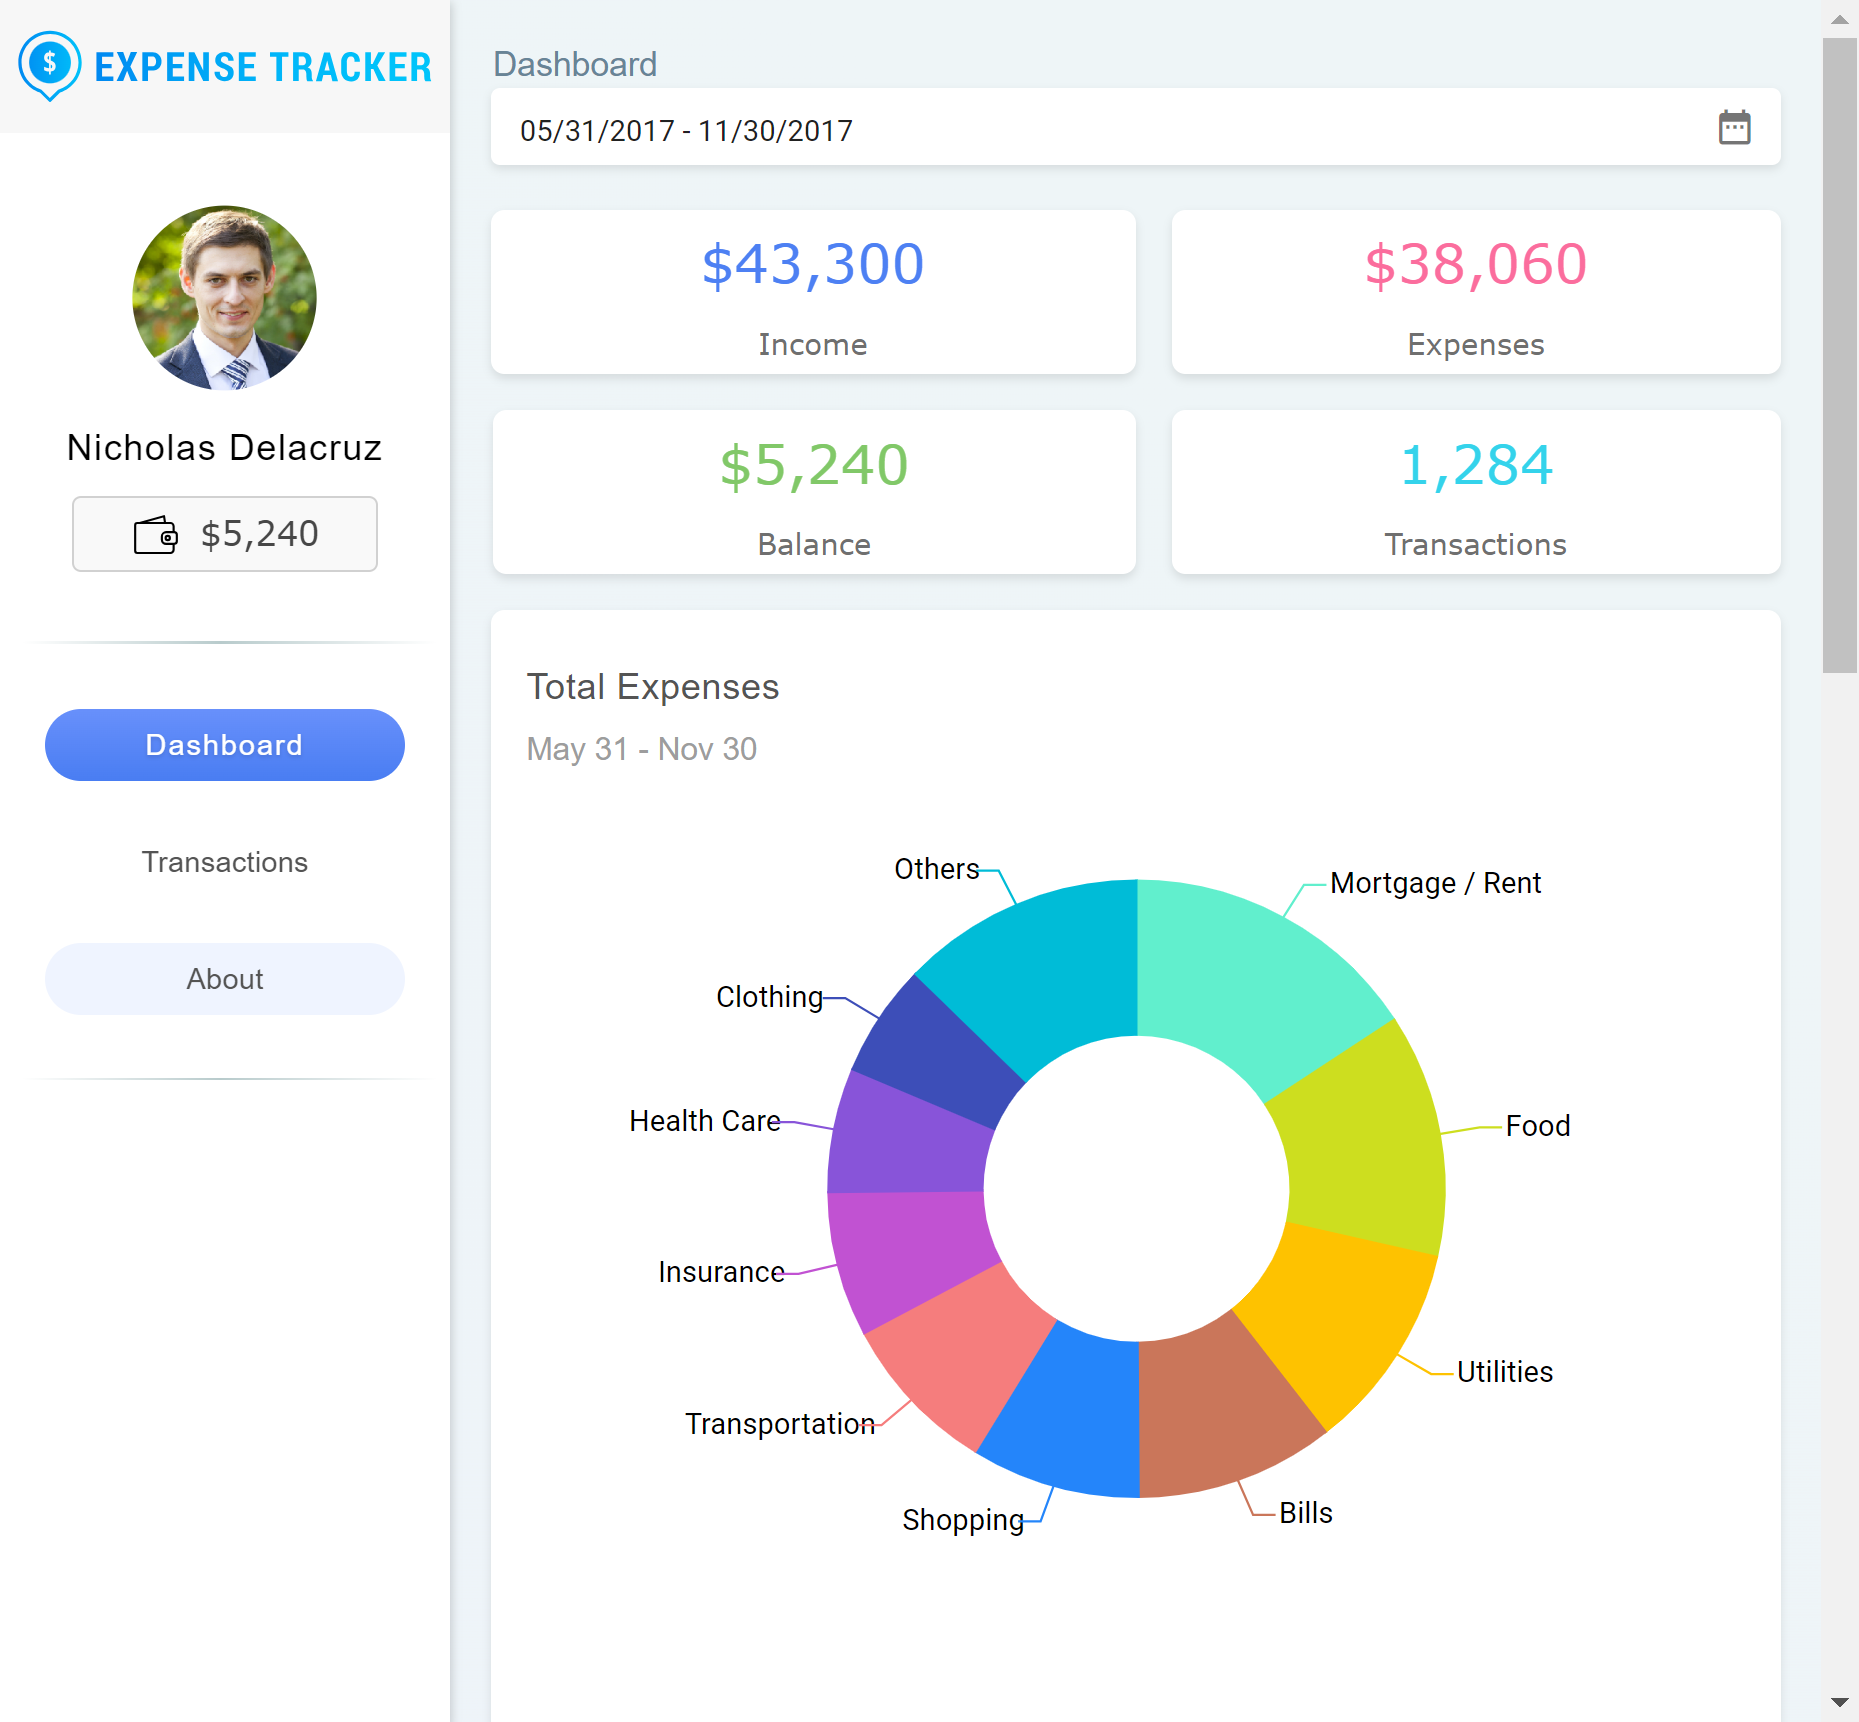 $ EXPENSE TRACKER
Nicholas Delacruz
$5,240
Dashboard
Transactions
About
Dashboard
05/31/2017 - 11/30/2017
$43,300
Income
$38,060
Expenses
$5,240
Balance
1,284
Transactions
Total Expenses
May 31 - Nov 30
Others
Mortgage / Rent
Clothing
Health Care
Food
Insurance
Utilities
Transportation
Shopping
Bills